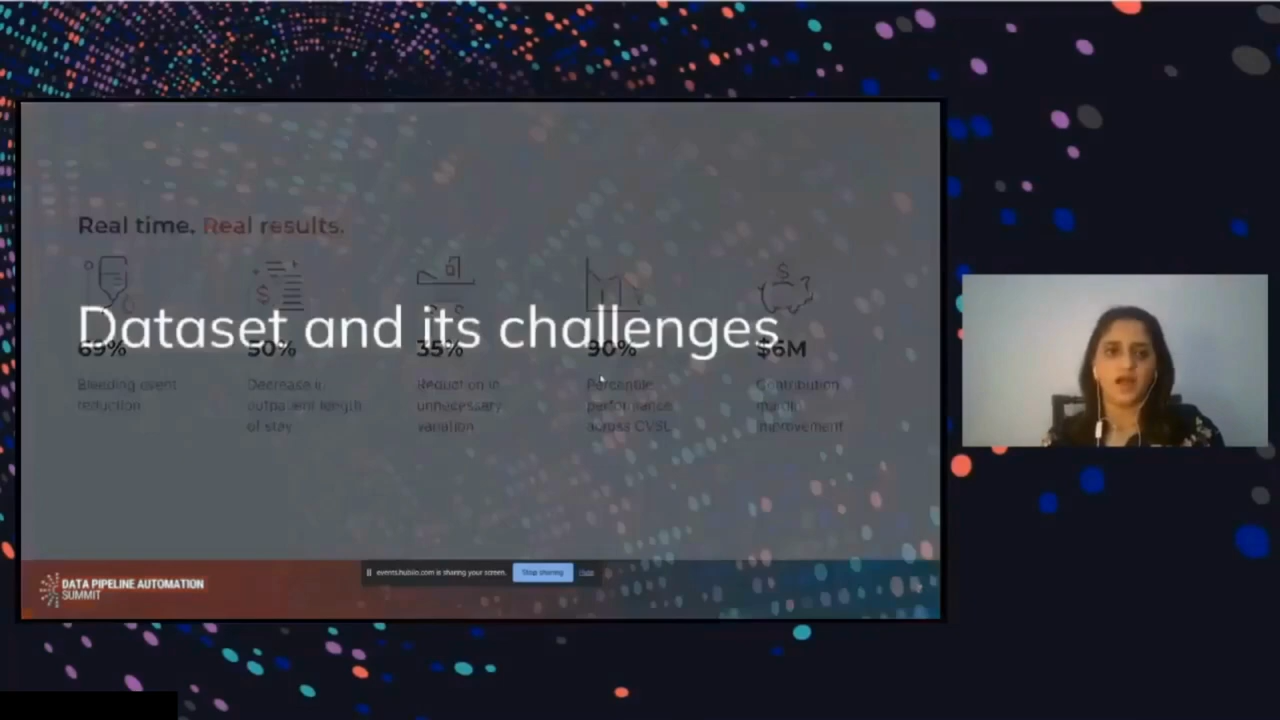 Real time. Real results.
Dataset and its challenges
69% 50% 35% 90% $6M
Bleeding event reduction
Decrease in outpatient length of stay
Reduction in unnecessary variation
Percentile performance across CVSL
Contribution margin improvement
events.hubilo.com is sharing your screen. Stop sharing Hide
DATA PIPELINE AUTOMATION
SUMMIT